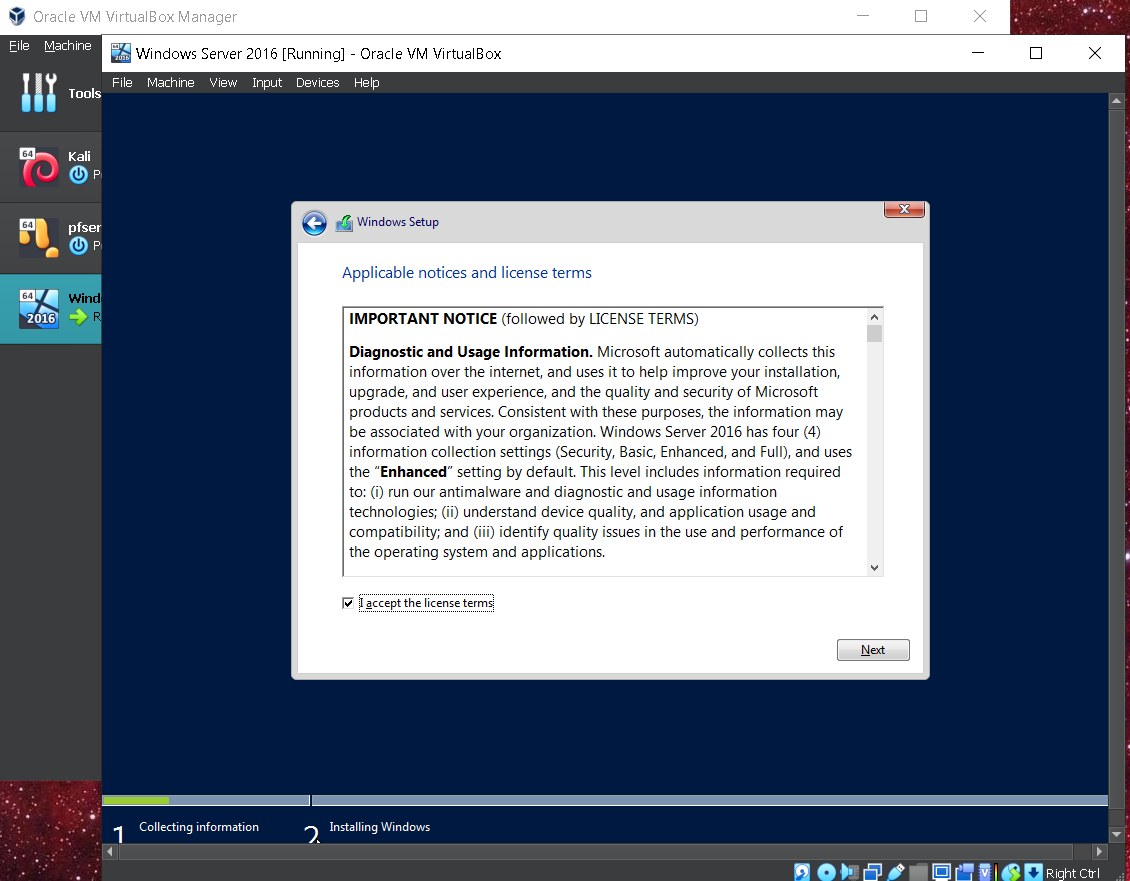 Oracle VM VirtualBox Manager
File Machine
Windows Server 2016 [Running] - Oracle VM VirtualBox
File Machine View Input Devices Help
Tools
64
Kali
64
pfser
64
2016
Wind
Windows Setup
Applicable notices and license terms
IMPORTANT NOTICE (followed by LICENSE TERMS)
Diagnostic and Usage Information. Microsoft automatically collects this
information over the internet, and uses it to help improve your installation,
upgrade, and user experience, and the quality and security of Microsoft
products and services. Consistent with these purposes, the information may
be associated with your organization. Windows Server 2016 has four (4)
information collection settings (Security, Basic, Enhanced, and Full), and uses
the “Enhanced” setting by default. This level includes information required
to: (i) run our antimalware and diagnostic and usage information
technologies; (ii) understand device quality, and application usage and
compatibility; and (iii) identify quality issues in the use and performance of
the operating system and applications.
I accept the license terms
Next
1 Collecting information
2 Installing Windows
Right Ctrl